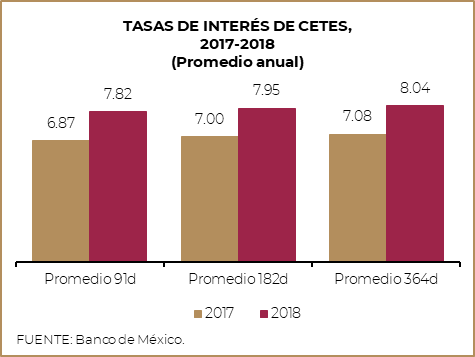 TASAS DE INTERÉS DE CETES,
2017-2018
(Promedio anual)
6.87
7.82
7.00
7.95
7.08
8.04
Promedio 91d
Promedio 182d
Promedio 364d
2017
2018
FUENTE: Banco de México.